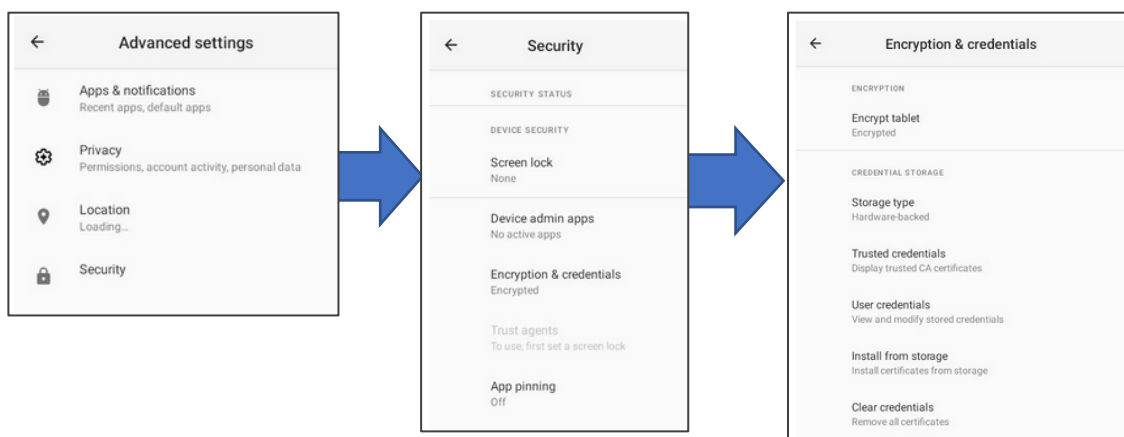 Advanced settings
Apps & notifications
Recent apps, default apps
Privacy
Permissions, account activity, personal data
Location
Loading...
Security
Security
SECURITY STATUS
DEVICE SECURITY
Screen lock
None
Device admin apps
No active apps
Encryption & credentials
Encrypted
Trust agents
To use, first set a screen lock
App pinning
Off
Encryption & credentials
ENCRYPTION
Encrypt tablet
Encrypted
CREDENTIAL STORAGE
Storage type
Hardware-backed
Trusted credentials
Display trusted CA certificates
User credentials
View and modify stored credentials
Install from storage
Install certificates from storage
Clear credentials
Remove all certificates